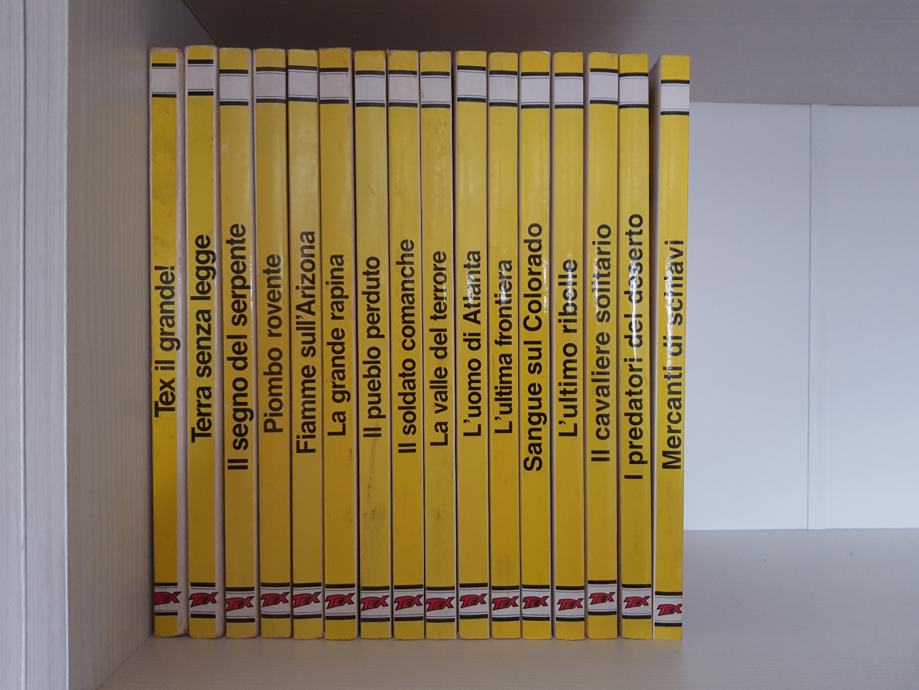 Tex il grande!
TEX
Terra senza legge
TEX
Il segno del serpente
TEX
Piombo rovente
TEX
Fiamme sull'Arizona
TEX
La grande rapina
TEX
Il pueblo perduto
TEX
Il soldato comanche
TEX
La valle del terrore
TEX
L'uomo di Atlanta
TEX
L'ultima frontiera
TEX
Sangue sul Colorado
TEX
L'ultimo ribelle
TEX
Il cavaliere solitario
TEX
I predatori del deserto
TEX
Mercanti di schiavi
TEX